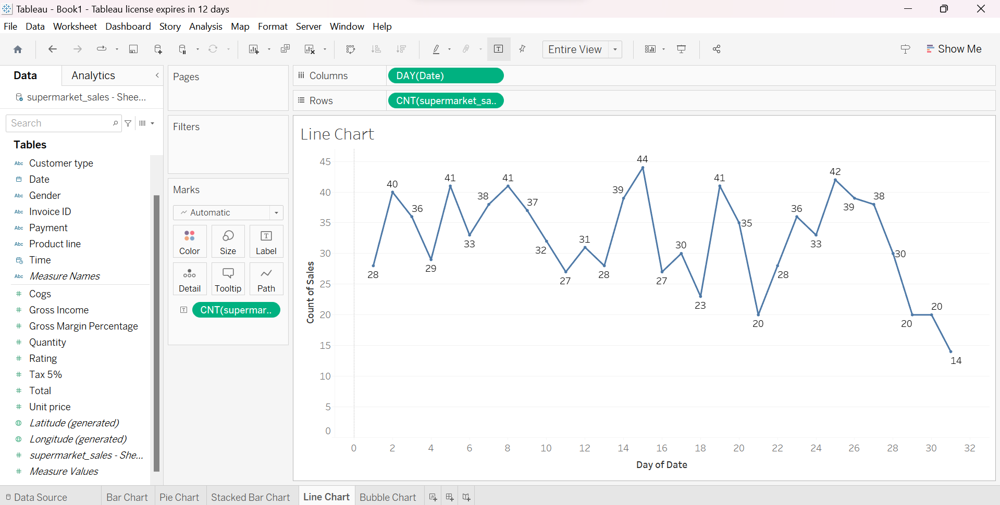 Tableau - Book1 - Tableau license expires in 12 days
File Data Worksheet Dashboard Story Analysis Map Format Server Window Help
Entire View
Show Me
Data Analytics
supermarket_sales - Shee...
Search
Tables
Abc Customer type
Date
Abc Gender
Abc Invoice ID
Abc Payment
Abc Product line
Time
Abc Measure Names
# Cogs
# Gross Income
# Gross Margin Percentage
# Quantity
# Rating
# Tax 5%
# Total
# Unit price
Latitude (generated)
Longitude (generated)
# supermarket_sales - She...
# Measure Values
Pages
Filters
Marks
Automatic
Color Size Label
Detail Tooltip Path
CNT(supermar..
Columns DAY(Date)
Rows CNT(supermarket_sa..
Line Chart
Count of Sales
45
40
35
30
25
20
15
10
5
0
28
40
36
29
41
33
38
41
37
32
27
31
28
39
44
27
30
23
41
35
20
28
36
33
42
39
38
30
20
20
14
0 2 4 6 8 10 12 14 16 18 20 22 24 26 28 30 32
Day of Date
Data Source Bar Chart Pie Chart Stacked Bar Chart Line Chart Bubble Chart